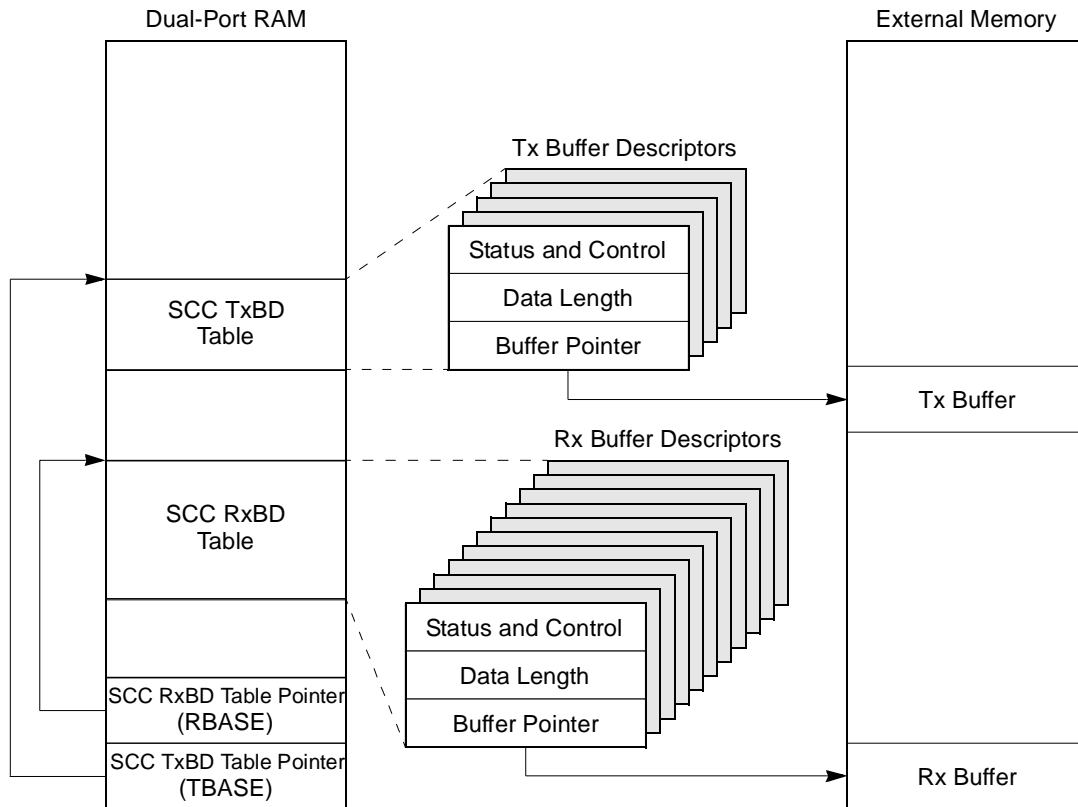 Dual-Port RAM
External Memory
Tx Buffer Descriptors
Status and Control
Data Length
Buffer Pointer
SCC TxBD
Table
Tx Buffer
Rx Buffer Descriptors
SCC RxBD
Table
Status and Control
Data Length
Buffer Pointer
SCC RxBD Table Pointer
(RBASE)
SCC TxBD Table Pointer
(TBASE)
Rx Buffer